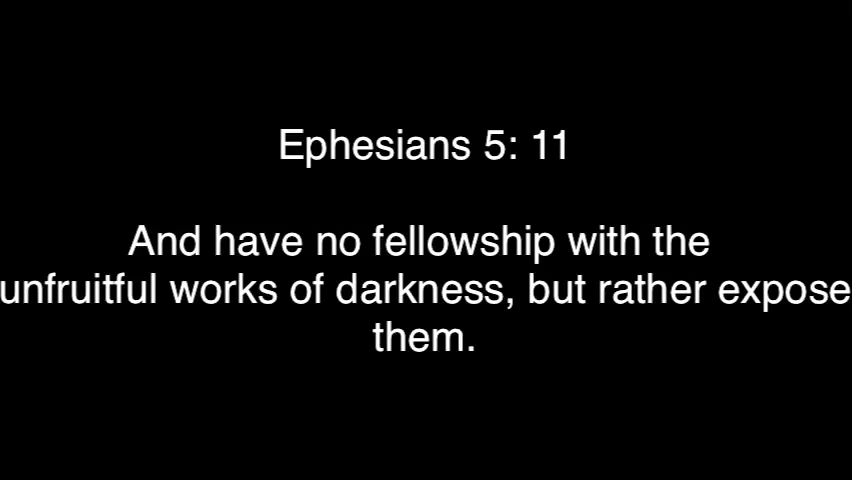 Ephesians 5: 11
And have no fellowship with the
unfruitful works of darkness, but rather expose
them.